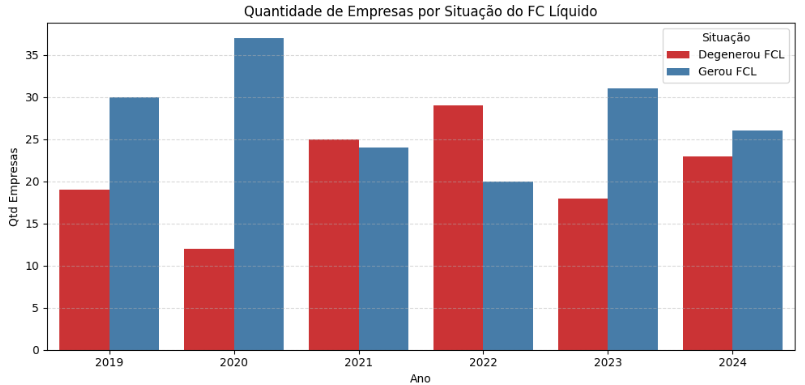 Quantidade de Empresas por Situação do FC Líquido
Situação
Degenerou FCL
Gerou FCL
Qtd Empresas
35
30
25
20
15
10
5
0
2019 2020 2021 2022 2023 2024
Ano